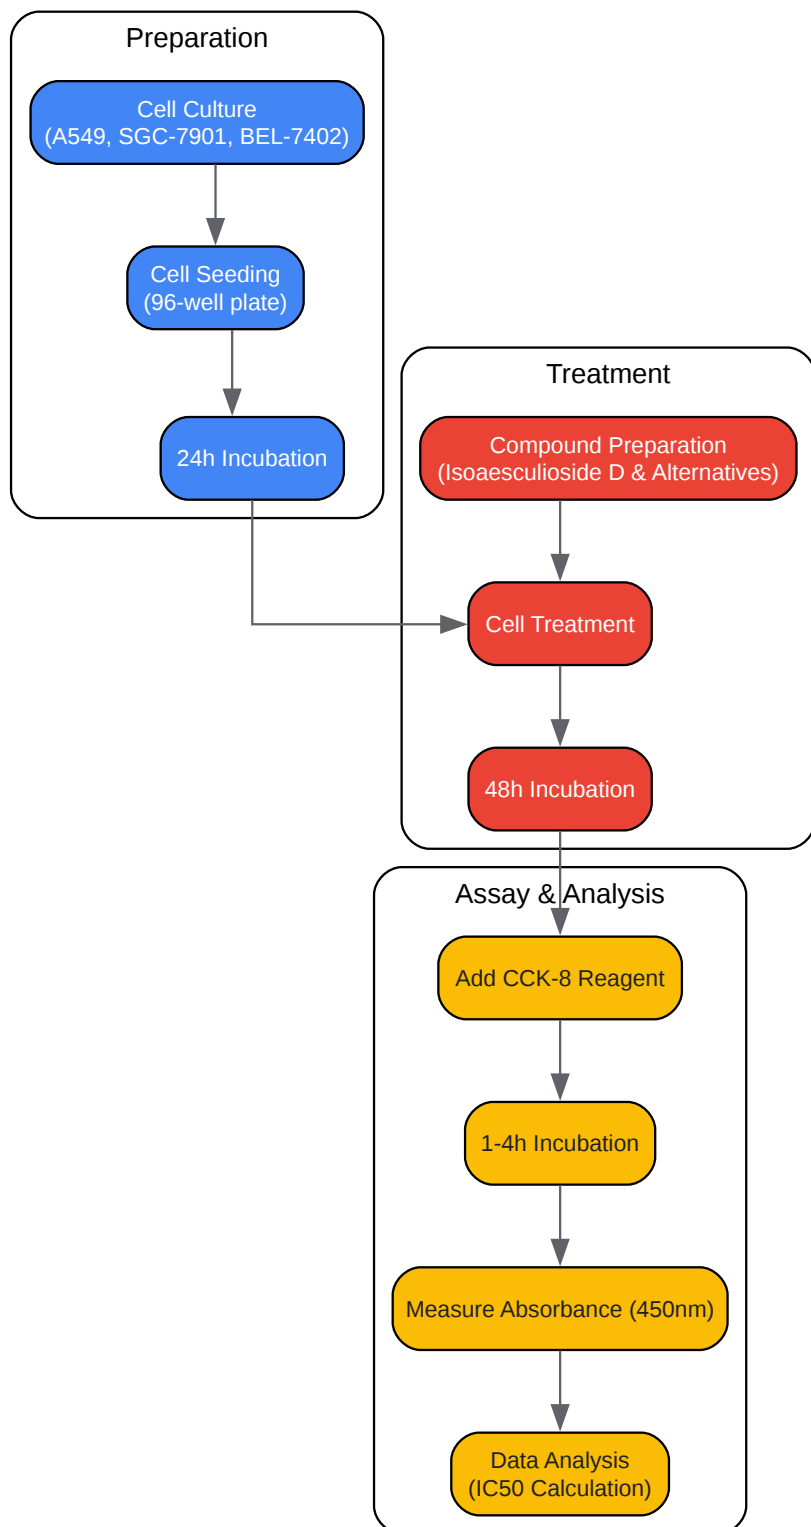 Preparation
Cell Culture
(A549, SGC-7901, BEL-7402)
Cell Seeding
(96-well plate)
24h Incubation
Treatment
Compound Preparation
(Isoaesculioside D & Alternatives)
Cell Treatment
48h Incubation
Assay & Analysis
Add CCK-8 Reagent
1-4h Incubation
Measure Absorbance (450nm)
Data Analysis
(IC50 Calculation)